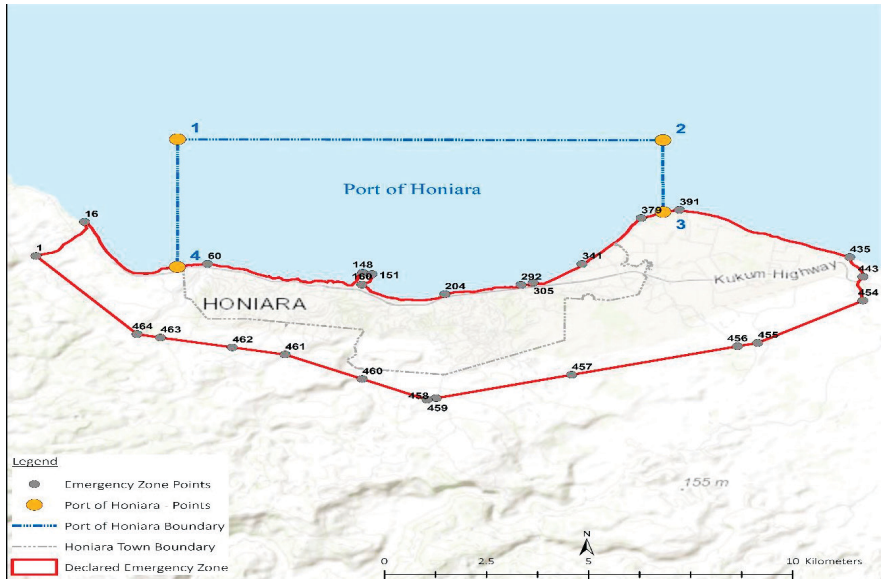 1
2
Port of Honiara
16
379
391
3
1
4
60
148
151
160
341
435
443
454
Kukum-Highway
HONIARA
204
292
305
464
463
462
461
460
458
459
457
456
455
Legend
Emergency Zone Points
Port of Honiara - Points
Port of Honiara Boundary
Honiara Town Boundary
Declared Emergency Zone
155 m
N
0
2.5
5
10 Kilometers